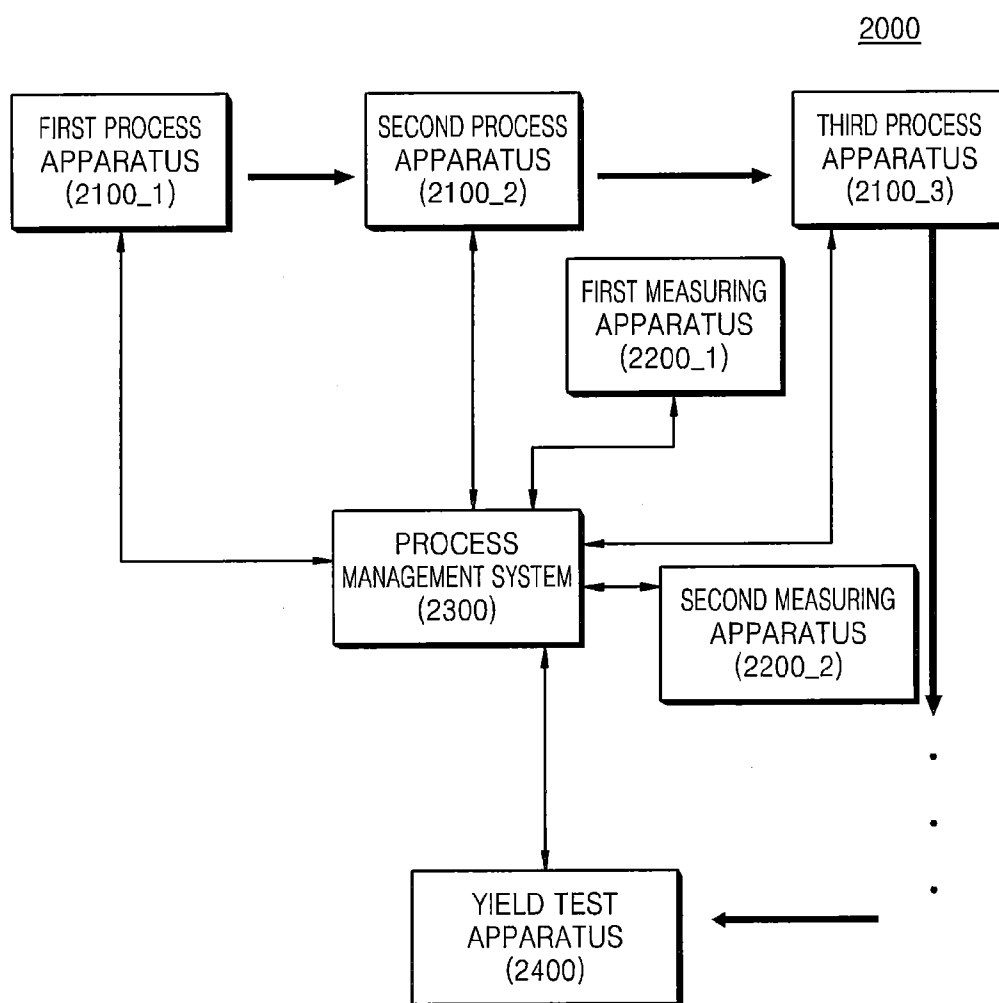 2000
FIRST PROCESS
APPARATUS
(2100_1)
SECOND PROCESS
APPARATUS
(2100_2)
THIRD PROCESS
APPARATUS
(2100_3)
FIRST MEASURING
APPARATUS
(2200_1)
PROCESS
MANAGEMENT SYSTEM
(2300)
SECOND MEASURING
APPARATUS
(2200_2)
YIELD TEST
APPARATUS
(2400)